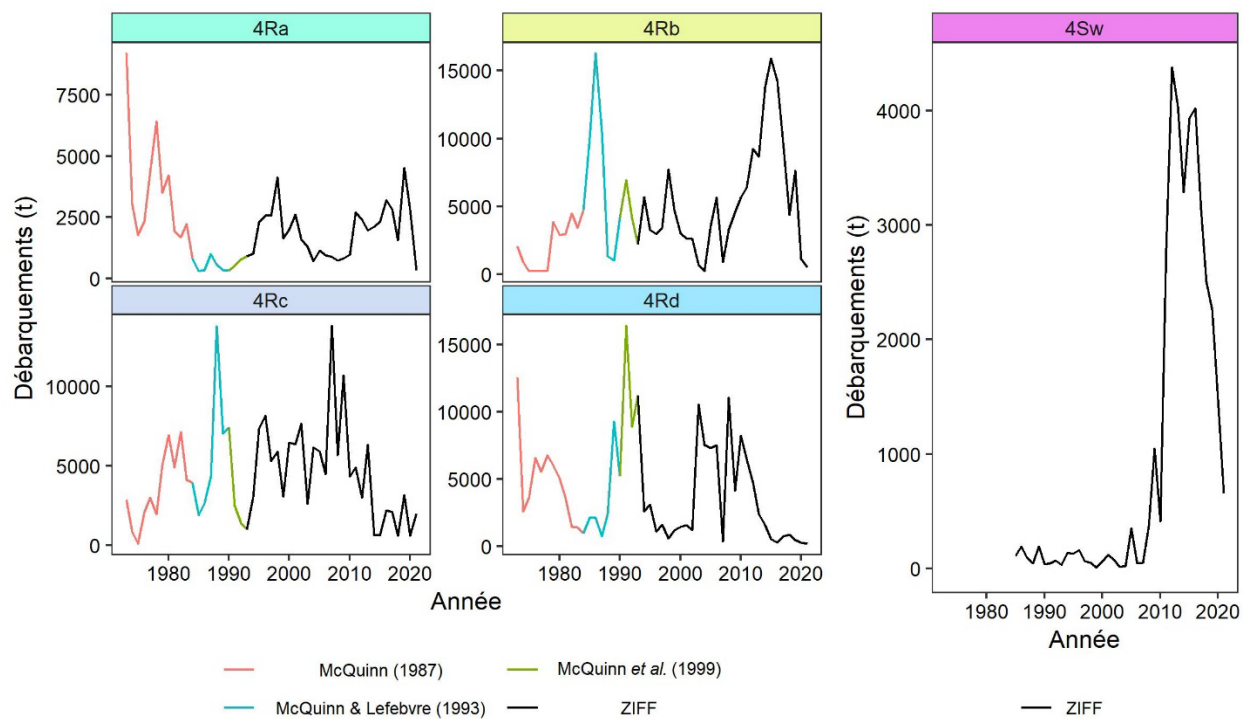 4Ra
4Rb
4Sw
Débarquements (t)
7500
5000
2500
0
15000
10000
5000
0
4Rc
4Rd
10000
5000
0
15000
10000
5000
0
1980 1990 2000 2010 2020
1980 1990 2000 2010 2020
Année
Débarquements (t)
4000
3000
2000
1000
0
1980 1990 2000 2010 2020
Année
McQuinn (1987)
McQuinn et al. (1999)
McQuinn & Lefebvre (1993)
ZIFF
ZIFF